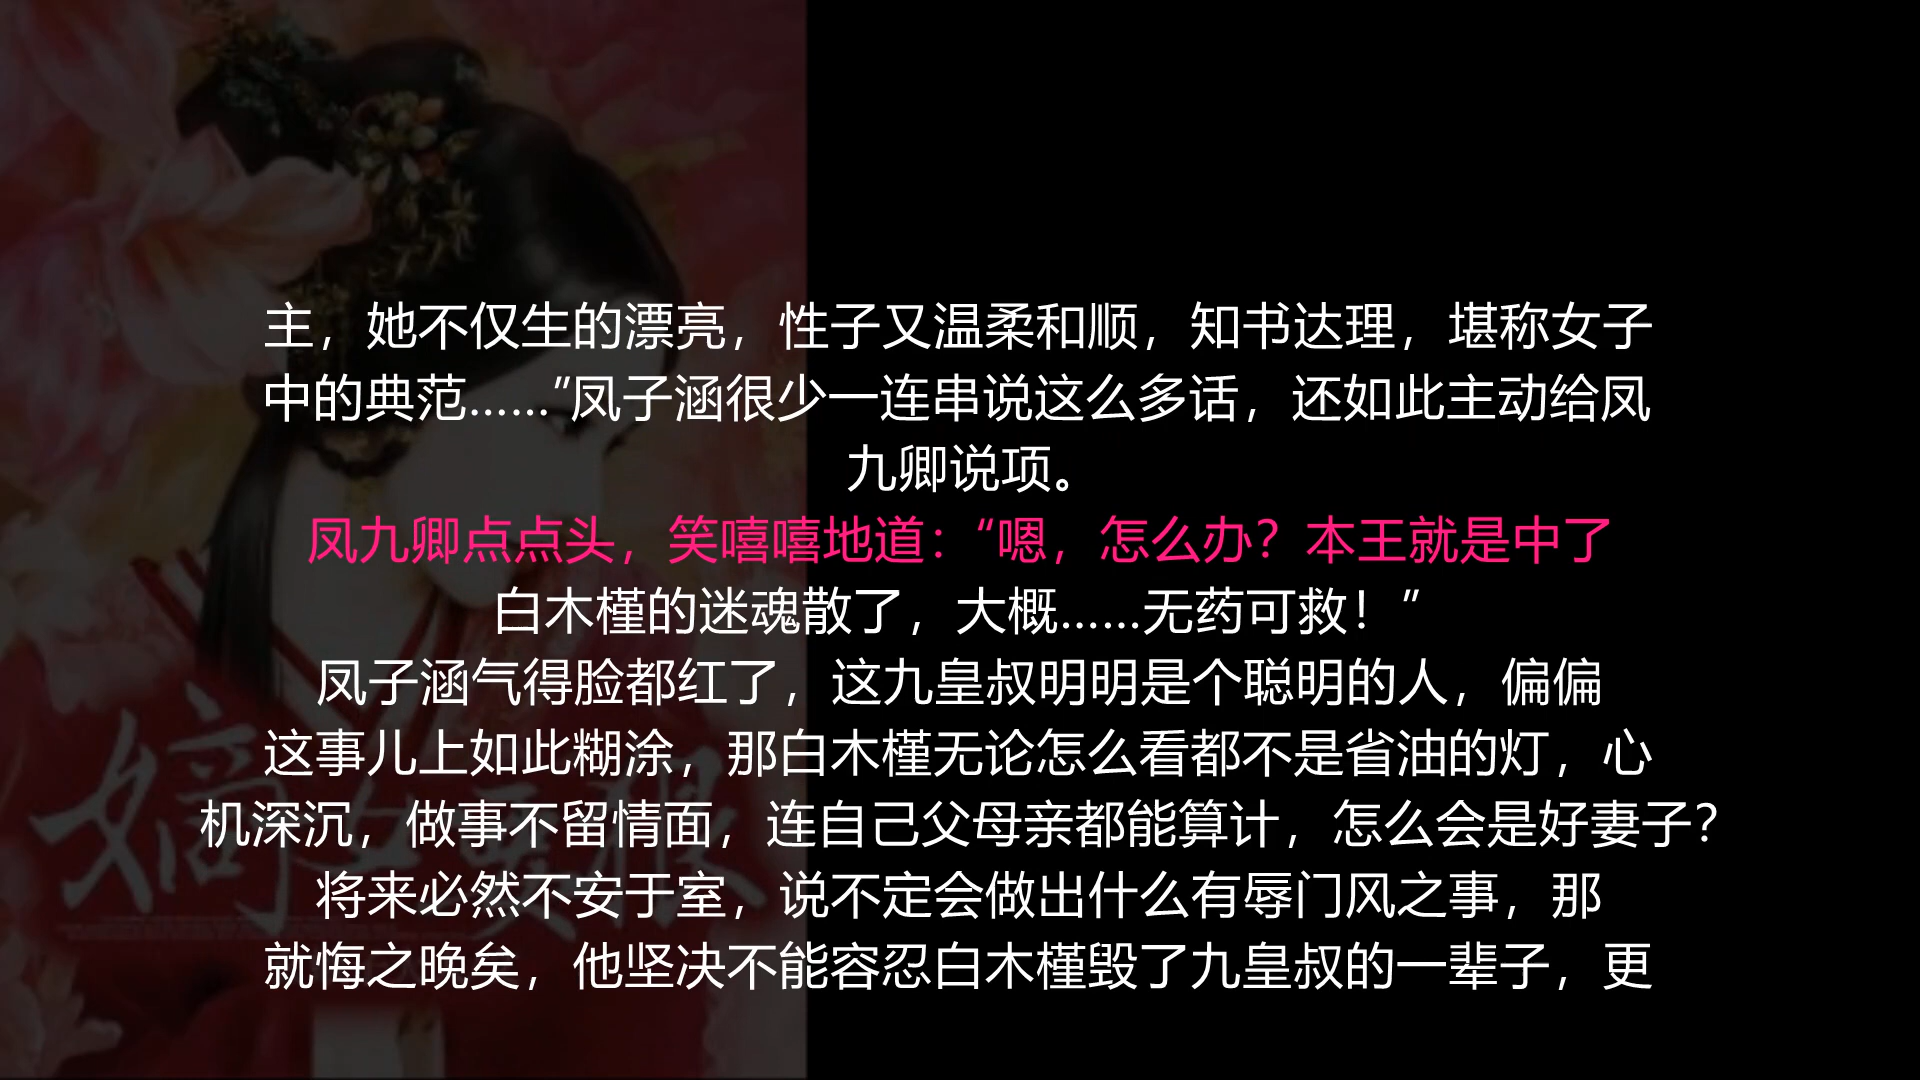 主，她不仅生的漂亮，性子又温柔和顺，知书达理，堪称女子
中的典范……”凤子涵很少一连串说这么多话，还如此主动给凤
九卿说项。
凤九卿点点头，笑嘻嘻地道：“嗯，怎么办？本王就是中了
白木槿的迷魂散了，大概……无药可救！”
凤子涵气得脸都红了，这九皇叔明明是个聪明的人，偏偏
这事儿上如此糊涂，那白木槿无论怎么看都不是省油的灯，心
机深沉，做事不留情面，连自己父母亲都能算计，怎么会是好妻子？
将来必然不安于室，说不定会做出什么有辱门风之事，那
就悔之晚矣，他坚决不能容忍白木槿毁了九皇叔的一辈子，更
嫡女要狠